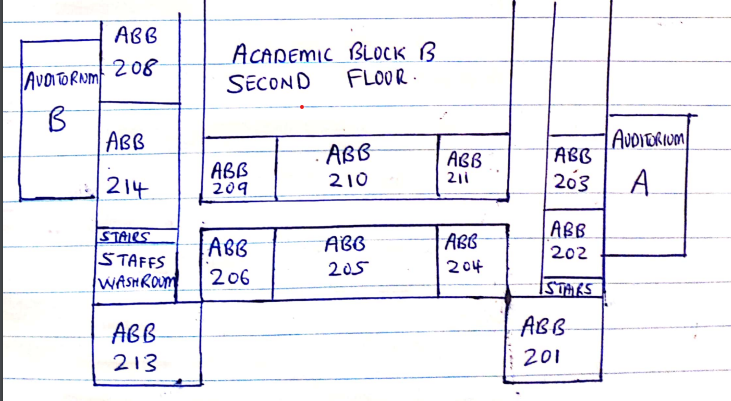 ABB
208
ACADEMIC BLOCK B
SECOND FLOOR.
AUDITORIUM
B
ABB
214
ABB
209
ABB
210
ABB
211
ABB
203
AUDITORIUM
A
STAIRS
STAFFS
WASHROUM
ABB
206
ABB
205
ABB
204
ABB
202
STAIRS
ABB
213
ABB
201